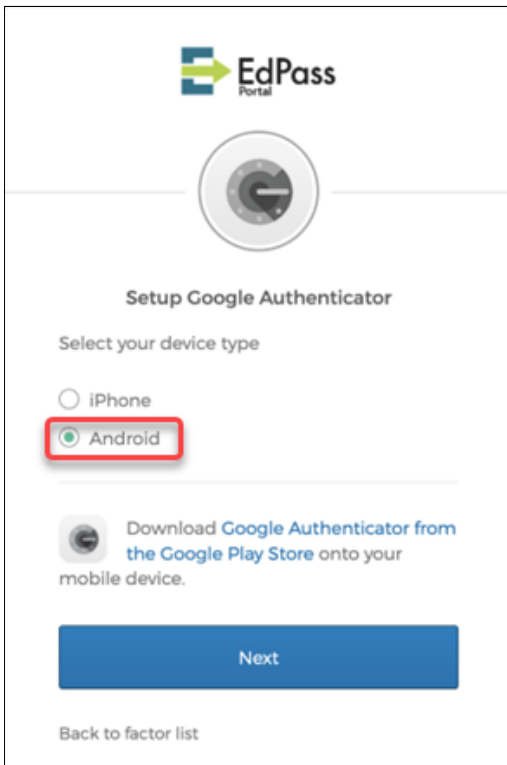 EdPass
Portal
Setup Google Authenticator
Select your device type
iPhone
Android
Download Google Authenticator from
the Google Play Store onto your
mobile device.
Next
Back to factor list